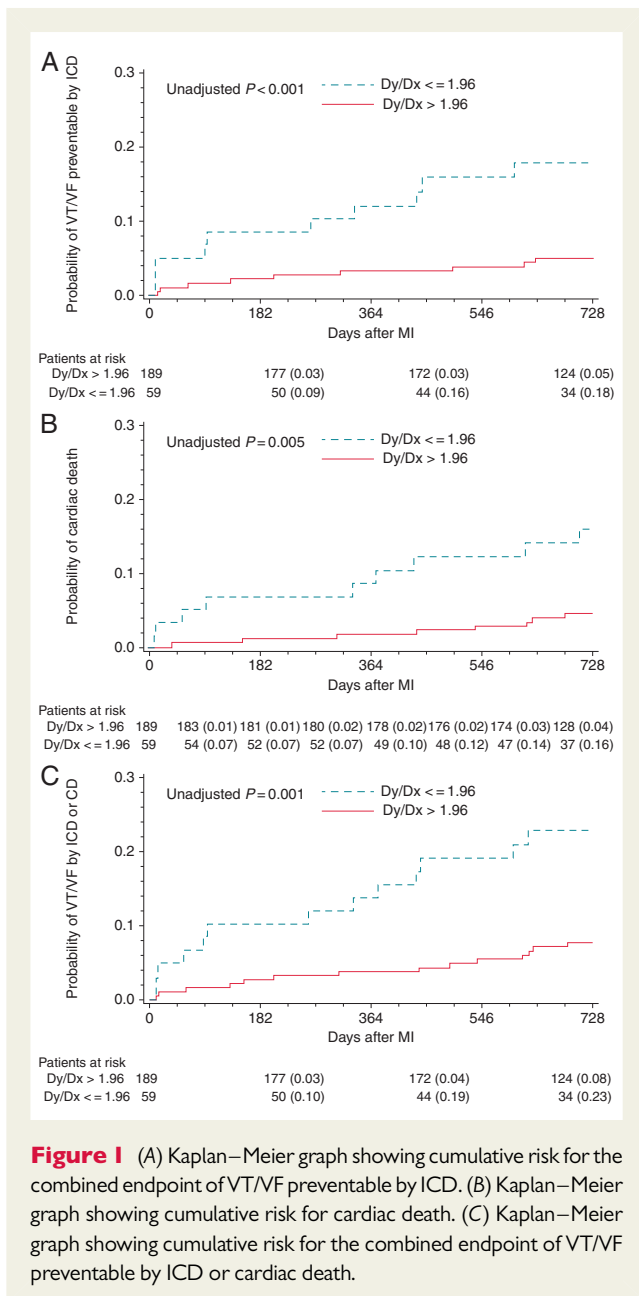 A
0.3
Unadjusted P < 0.001
Dy/Dx <= 1.96
Dy/Dx > 1.96
0.2
0.1
0.0
Probability of VT/VF preventable by ICD
0 182 364 546 728
Days after MI
Patients at risk
Dy/Dx > 1.96 189 177 (0.03) 172 (0.03) 124 (0.05)
Dy/Dx <= 1.96 59 50 (0.09) 44 (0.16) 34 (0.18)
B
0.3
Unadjusted P = 0.005
Dy/Dx <= 1.96
Dy/Dx > 1.96
0.2
0.1
0.0
Probability of cardiac death
0 182 364 546 728
Days after MI
Patients at risk
Dy/Dx > 1.96 189 183 (0.01) 181 (0.01) 180 (0.02) 178 (0.02) 176 (0.02) 174 (0.03) 128 (0.04)
Dy/Dx <= 1.96 59 54 (0.07) 52 (0.07) 52 (0.07) 49 (0.10) 48 (0.12) 47 (0.14) 37 (0.16)
C
0.3
Unadjusted P = 0.001
Dy/Dx <= 1.96
Dy/Dx > 1.96
0.2
0.1
0.0
Probability of VT/VF by ICD or CD
0 182 364 546 728
Days after MI
Patients at risk
Dy/Dx > 1.96 189 177 (0.03) 172 (0.04) 124 (0.08)
Dy/Dx <= 1.96 59 50 (0.10) 44 (0.19) 34 (0.23)
Figure 1 (A) Kaplan–Meier graph showing cumulative risk for the
combined endpoint of VT/VF preventable by ICD. (B) Kaplan–Meier
graph showing cumulative risk for cardiac death. (C) Kaplan–Meier
graph showing cumulative risk for the combined endpoint of VT/VF
preventable by ICD or cardiac death.